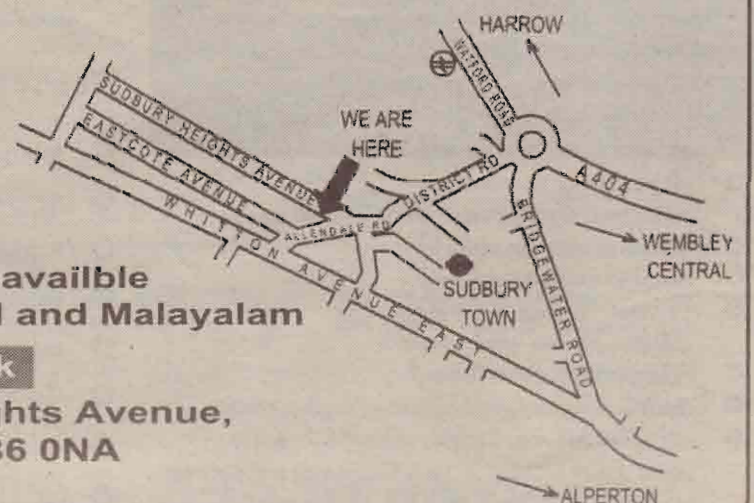 HARROW
WATFORD ROAD
SUDBURY HEIGHTS AVENUE
WE ARE
HERE
EASTCOTE AVENUE
DISTRICT RD
A404
ALLENDALE RD
WHITTON AVENUE EAST
BRIDGEWATER ROAD
WEMBLEY
CENTRAL
SUDBURY
TOWN
availble
and Malayalam
hts Avenue,
0NA
ALPERTON